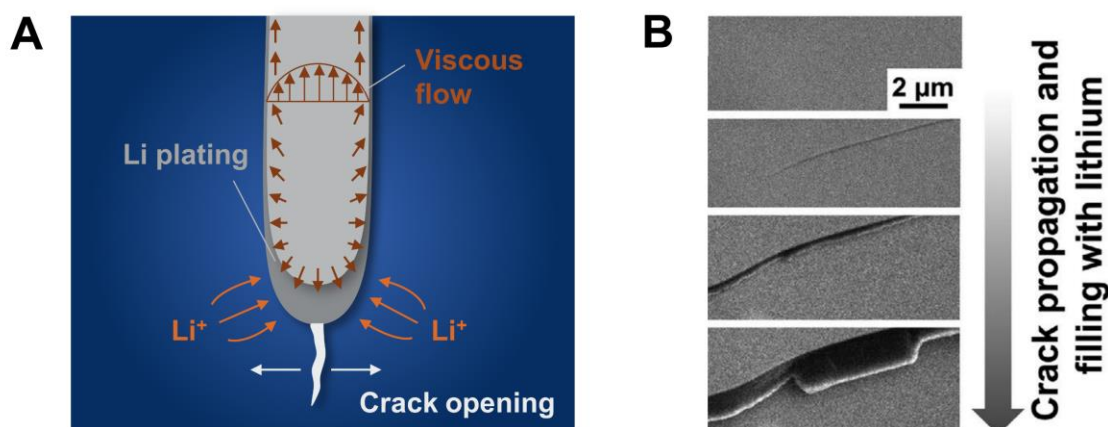 A
Viscous
flow
Li plating
Li⁺
Li⁺
Crack opening
B
2 µm
Crack propagation and
filling with lithium